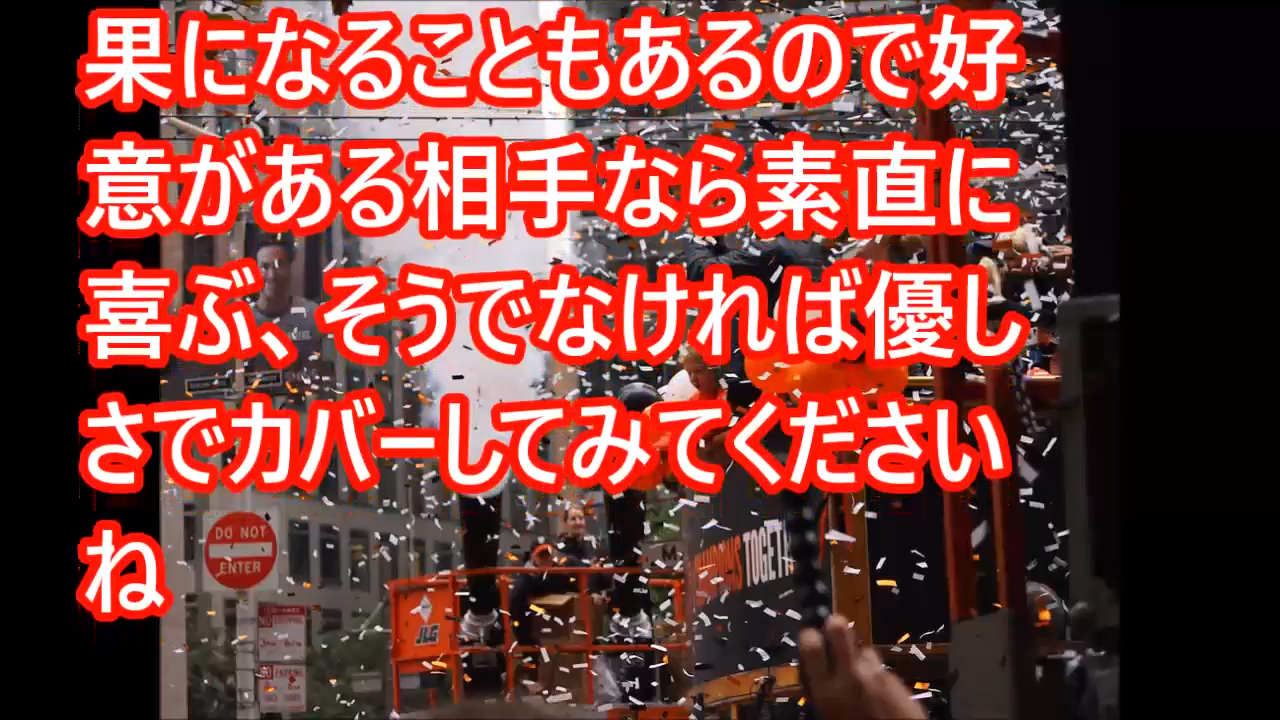 果になることもあるので好
意がある相手なら素直に
喜ぶ、そうでなければ優し
さでカバーしてみてください
ね
DO NOT
ENTER
JLG
TOGETH